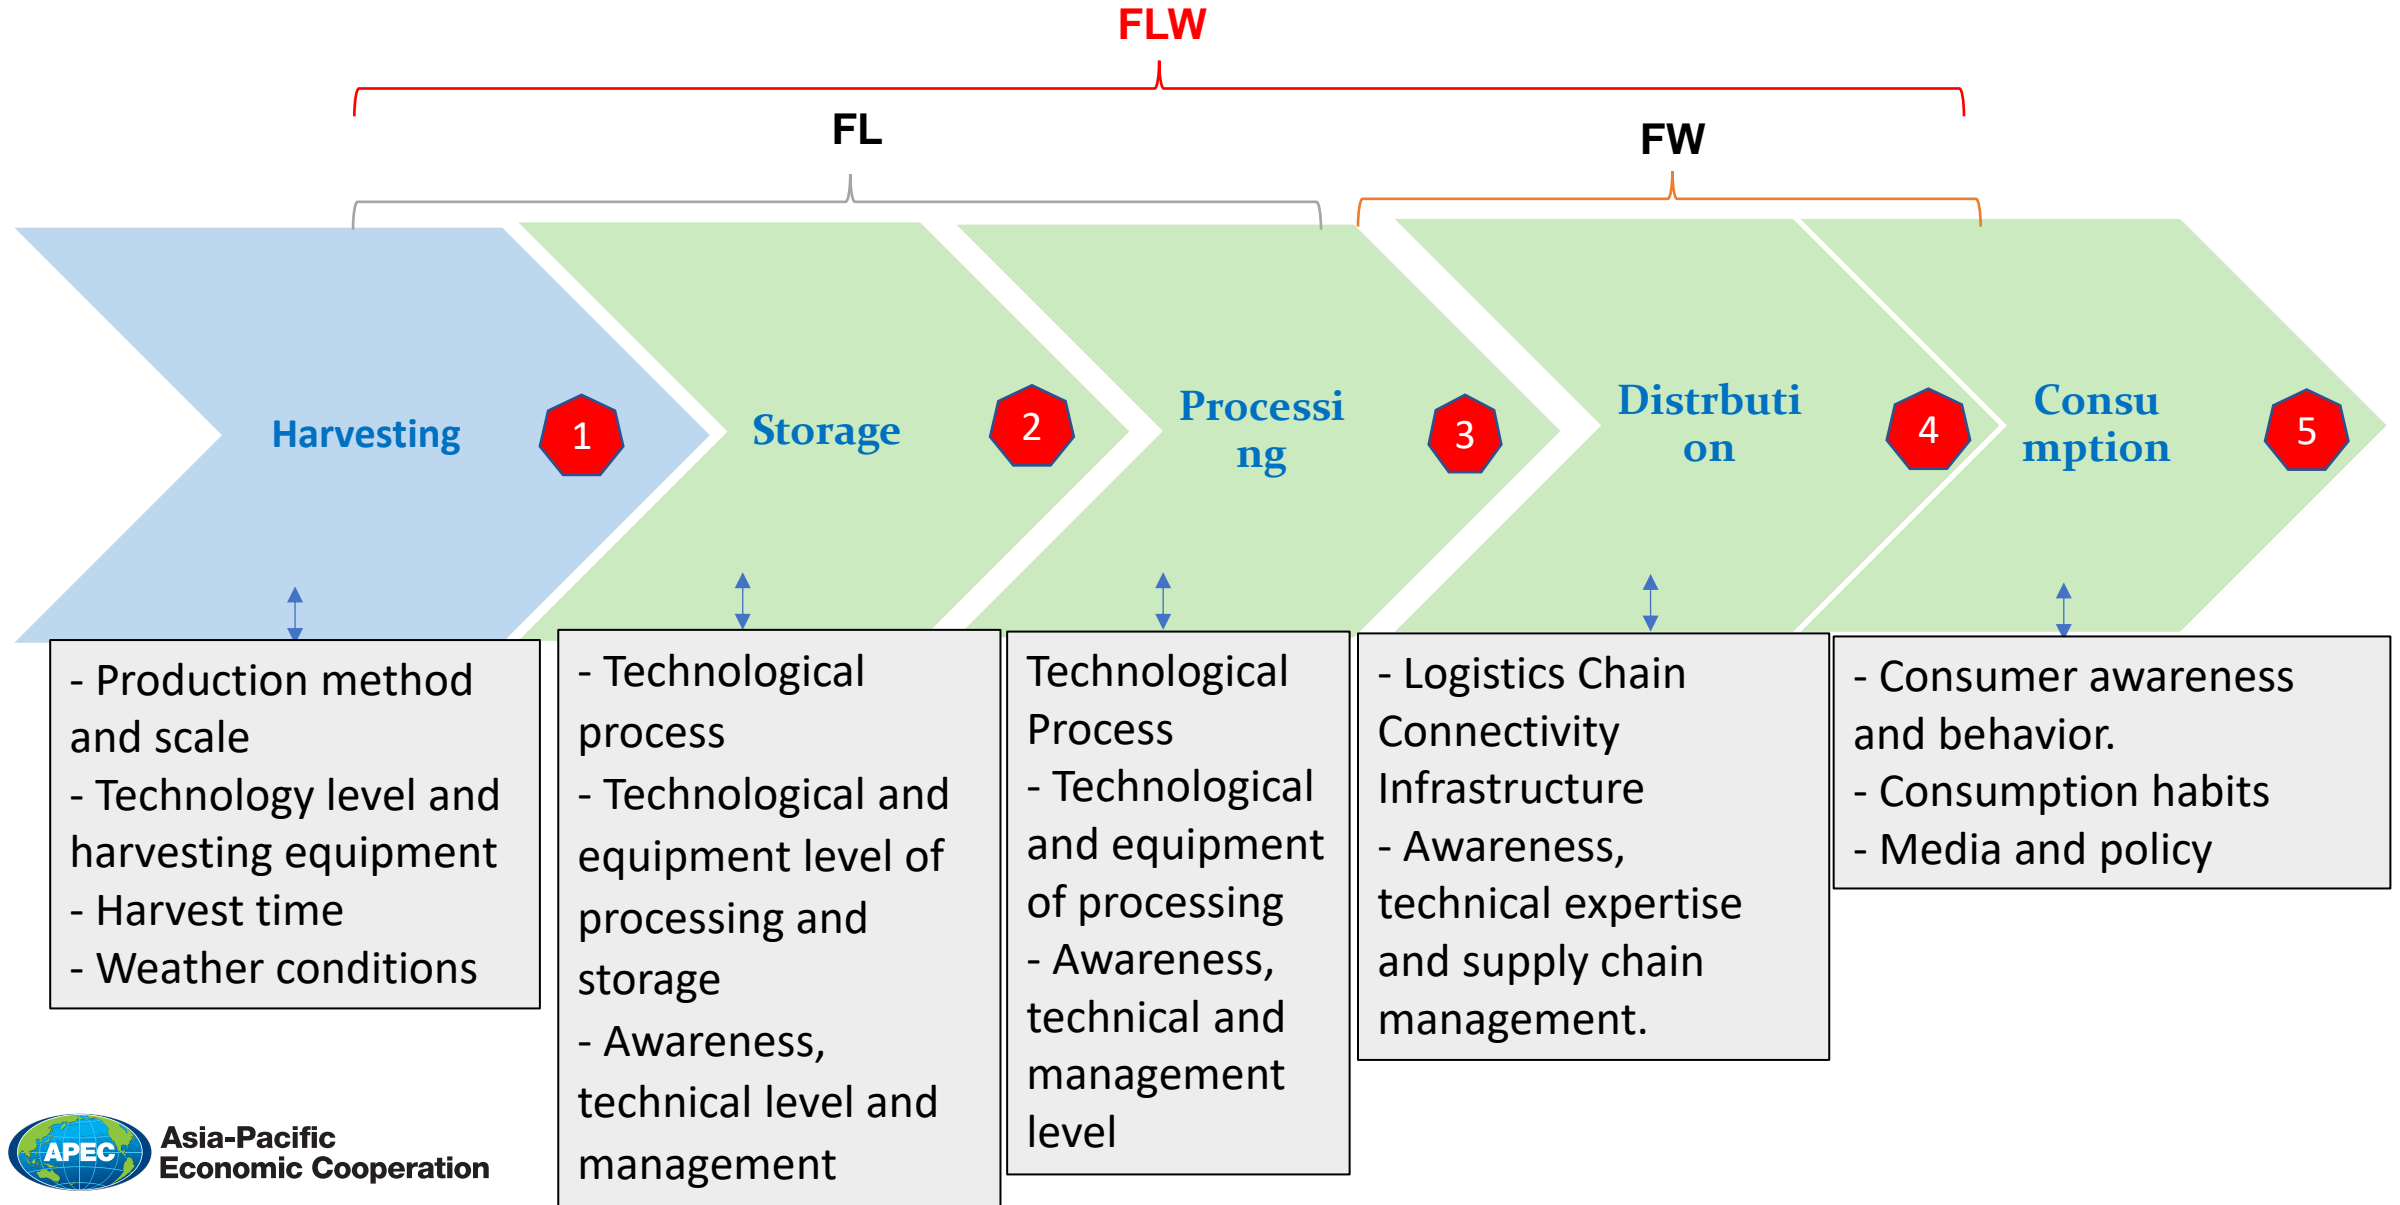 FLW
FL
FW
Harvesting
1
Storage
2
Processi
ng
3
Distrbuti
on
4
Consu
mption
5
- Production method
and scale
- Technology level and
harvesting equipment
- Harvest time
- Weather conditions
- Technological
process
- Technological and
equipment level of
processing and
storage
- Awareness,
technical level and
management
Technological
Process
- Technological
and equipment
of processing
- Awareness,
technical and
management
level
- Logistics Chain
Connectivity
Infrastructure
- Awareness,
technical expertise
and supply chain
management.
- Consumer awareness
and behavior.
- Consumption habits
- Media and policy
APEC
Asia-Pacific
Economic Cooperation